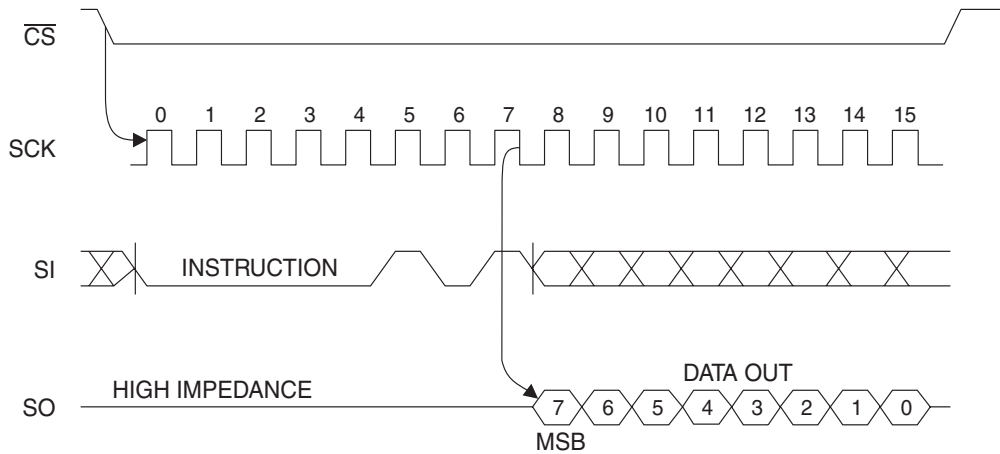 CS
0 1 2 3 4 5 6 7 8 9 10 11 12 13 14 15
SCK
SI
INSTRUCTION
HIGH IMPEDANCE
DATA OUT
SO
7 6 5 4 3 2 1 0
MSB